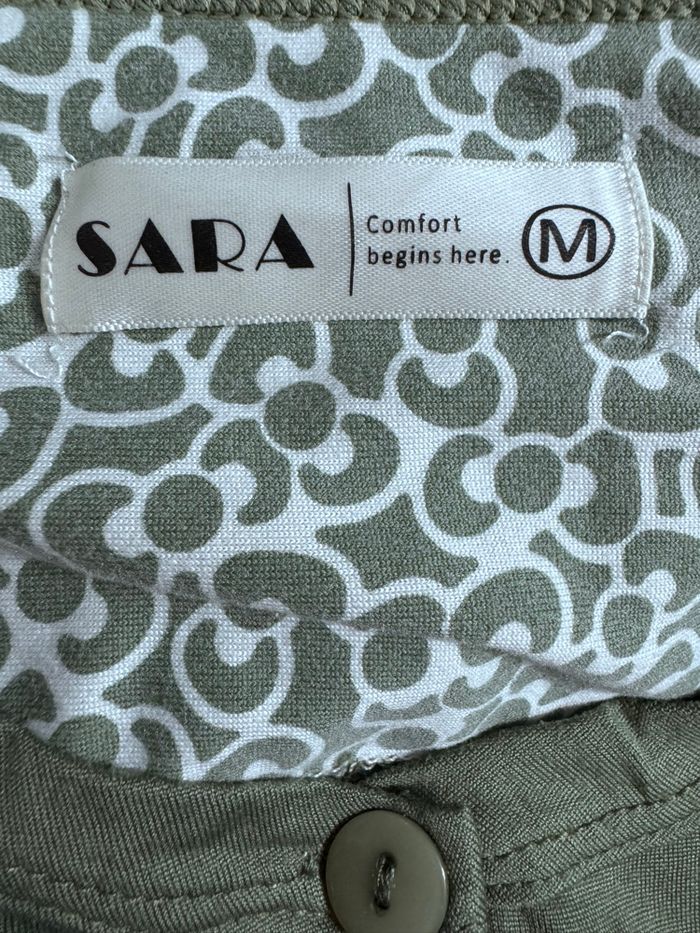 SARA
Comfort
begins here.
M